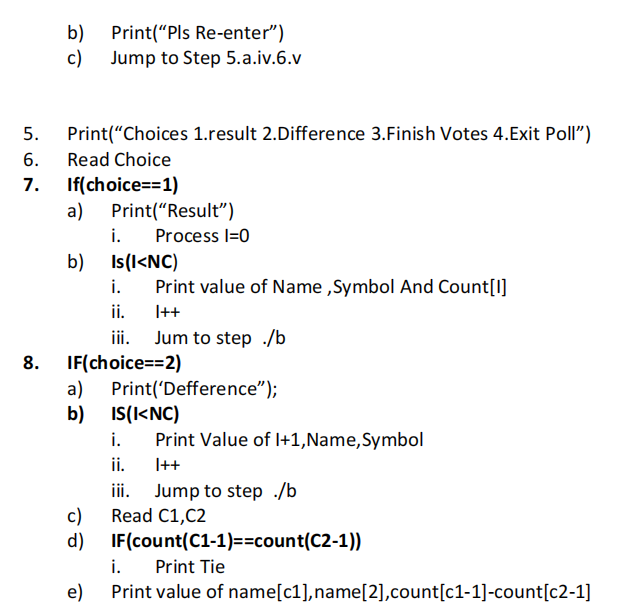 b) Print(“Pls Re-enter”)
c) Jump to Step 5.a.iv.6.v
5. Print(“Choices 1.result 2.Difference 3.Finish Votes 4.Exit Poll”)
6. Read Choice
7. If(choice==1)
a) Print(“Result”)
i. Process I=0
b) Is(I<NC)
i. Print value of Name ,Symbol And Count[I]
ii. I++
iii. Jum to step ./b
8. IF(choice==2)
a) Print(‘Defference”);
b) IS(I<NC)
i. Print Value of I+1,Name,Symbol
ii. I++
iii. Jump to step ./b
c) Read C1,C2
d) IF(count(C1-1)==count(C2-1))
i. Print Tie
e) Print value of name[c1],name[2],count[c1-1]-count[c2-1]